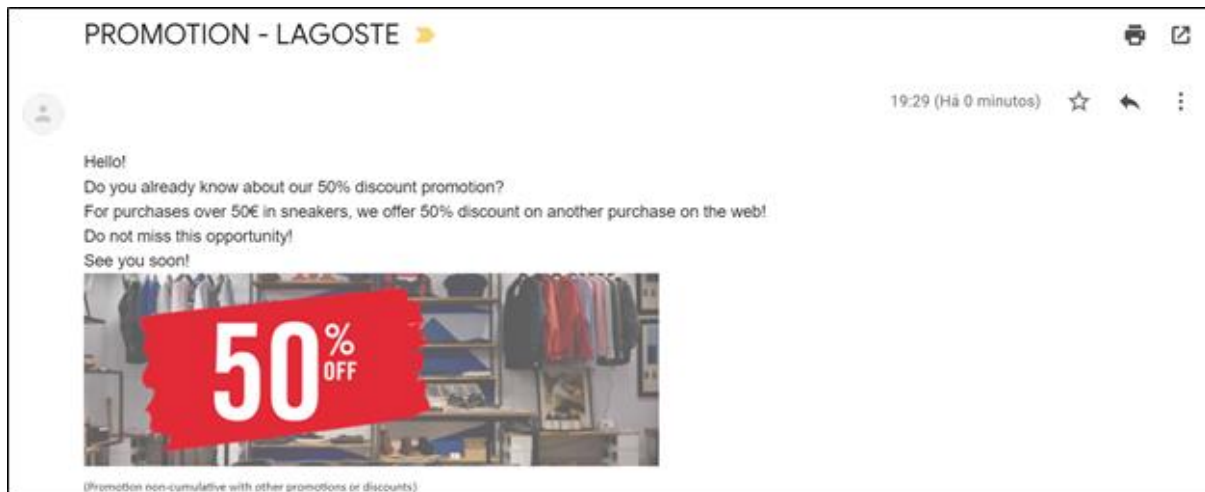 PROMOTION - LAGOSTE
19:29 (Há 0 minutos)
Hello!
Do you already know about our 50% discount promotion?
For purchases over 50€ in sneakers, we offer 50% discount on another purchase on the web!
Do not miss this opportunity!
See you soon!
50% OFF
(Promotion non-cumulative with other promotions or discounts)